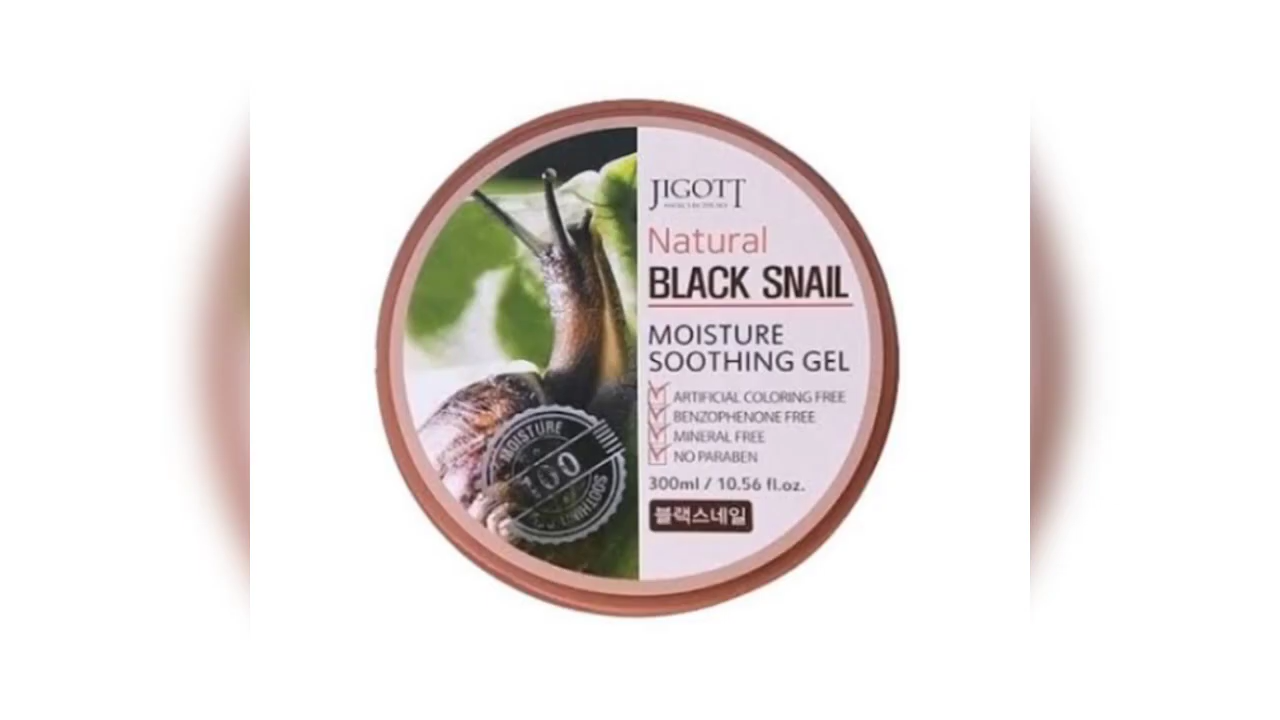 JIGOTT
Natural
BLACK SNAIL
MOISTURE
SOOTHING GEL
ARTIFICIAL COLORING FREE
BENZOPHENONE FREE
MINERAL FREE
NO PARABEN
300ml / 10.56 fl.oz.
블랙스네일
MOISTURE
100
SOOTHING